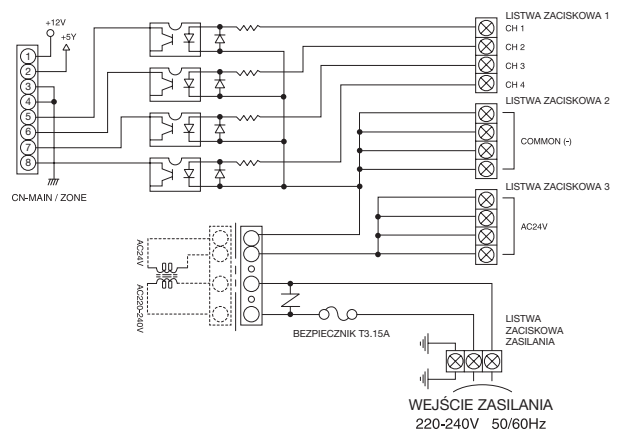 +12V
+5Y
1
2
3
4
5
6
7
8
CN-MAIN / ZONE
LISTWA ZACISKOWA 1
CH 1
CH 2
CH 3
CH 4
LISTWA ZACISKOWA 2
COMMON (-)
LISTWA ZACISKOWA 3
AC24V
AC24V
AC220-240V
BEZPIECZNIK T3.15A
LISTWA
ZACISKOWA
ZASILANIA
WEJŚCIE ZASILANIA
220-240V 50/60Hz